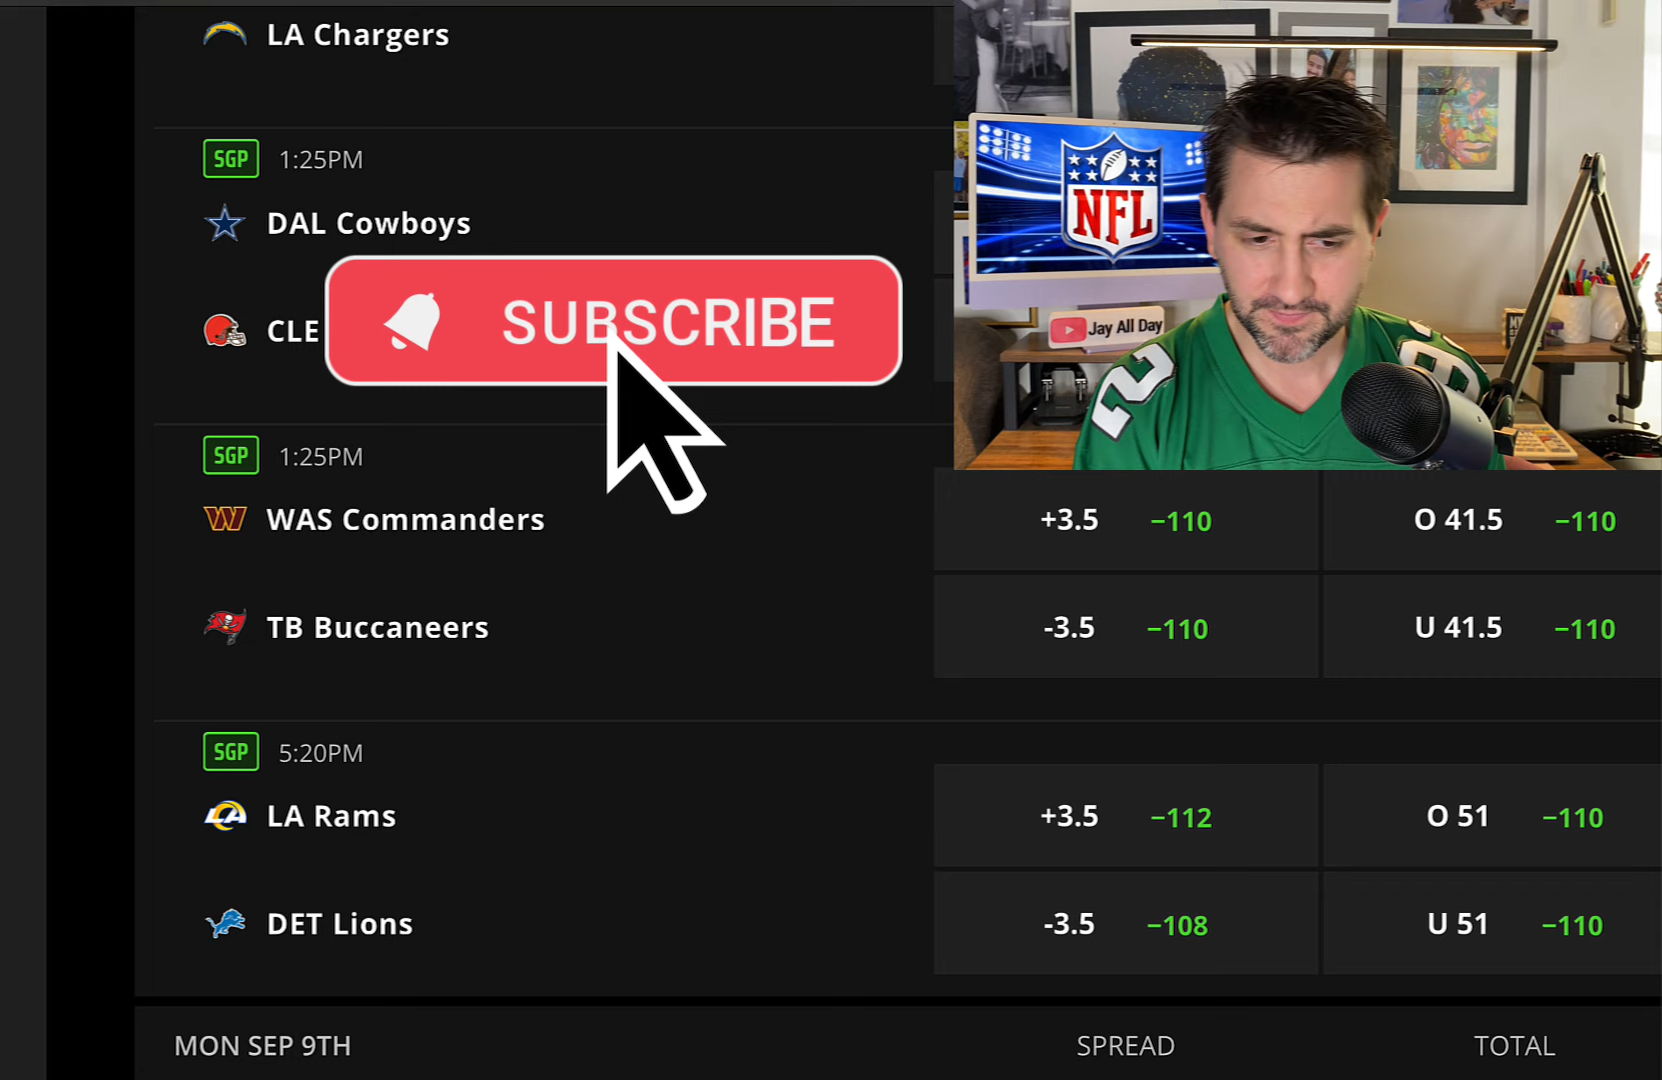 LA Chargers
SGP 1:25PM
DAL Cowboys
CLE
SUBSCRIBE
NFL
Jay All Day
SGP 1:25PM
WAS Commanders +3.5 −110 O 41.5 −110
TB Buccaneers -3.5 −110 U 41.5 −110
SGP 5:20PM
LA Rams +3.5 −112 O 51 −110
DET Lions -3.5 −108 U 51 −110
MON SEP 9TH SPREAD TOTAL
2